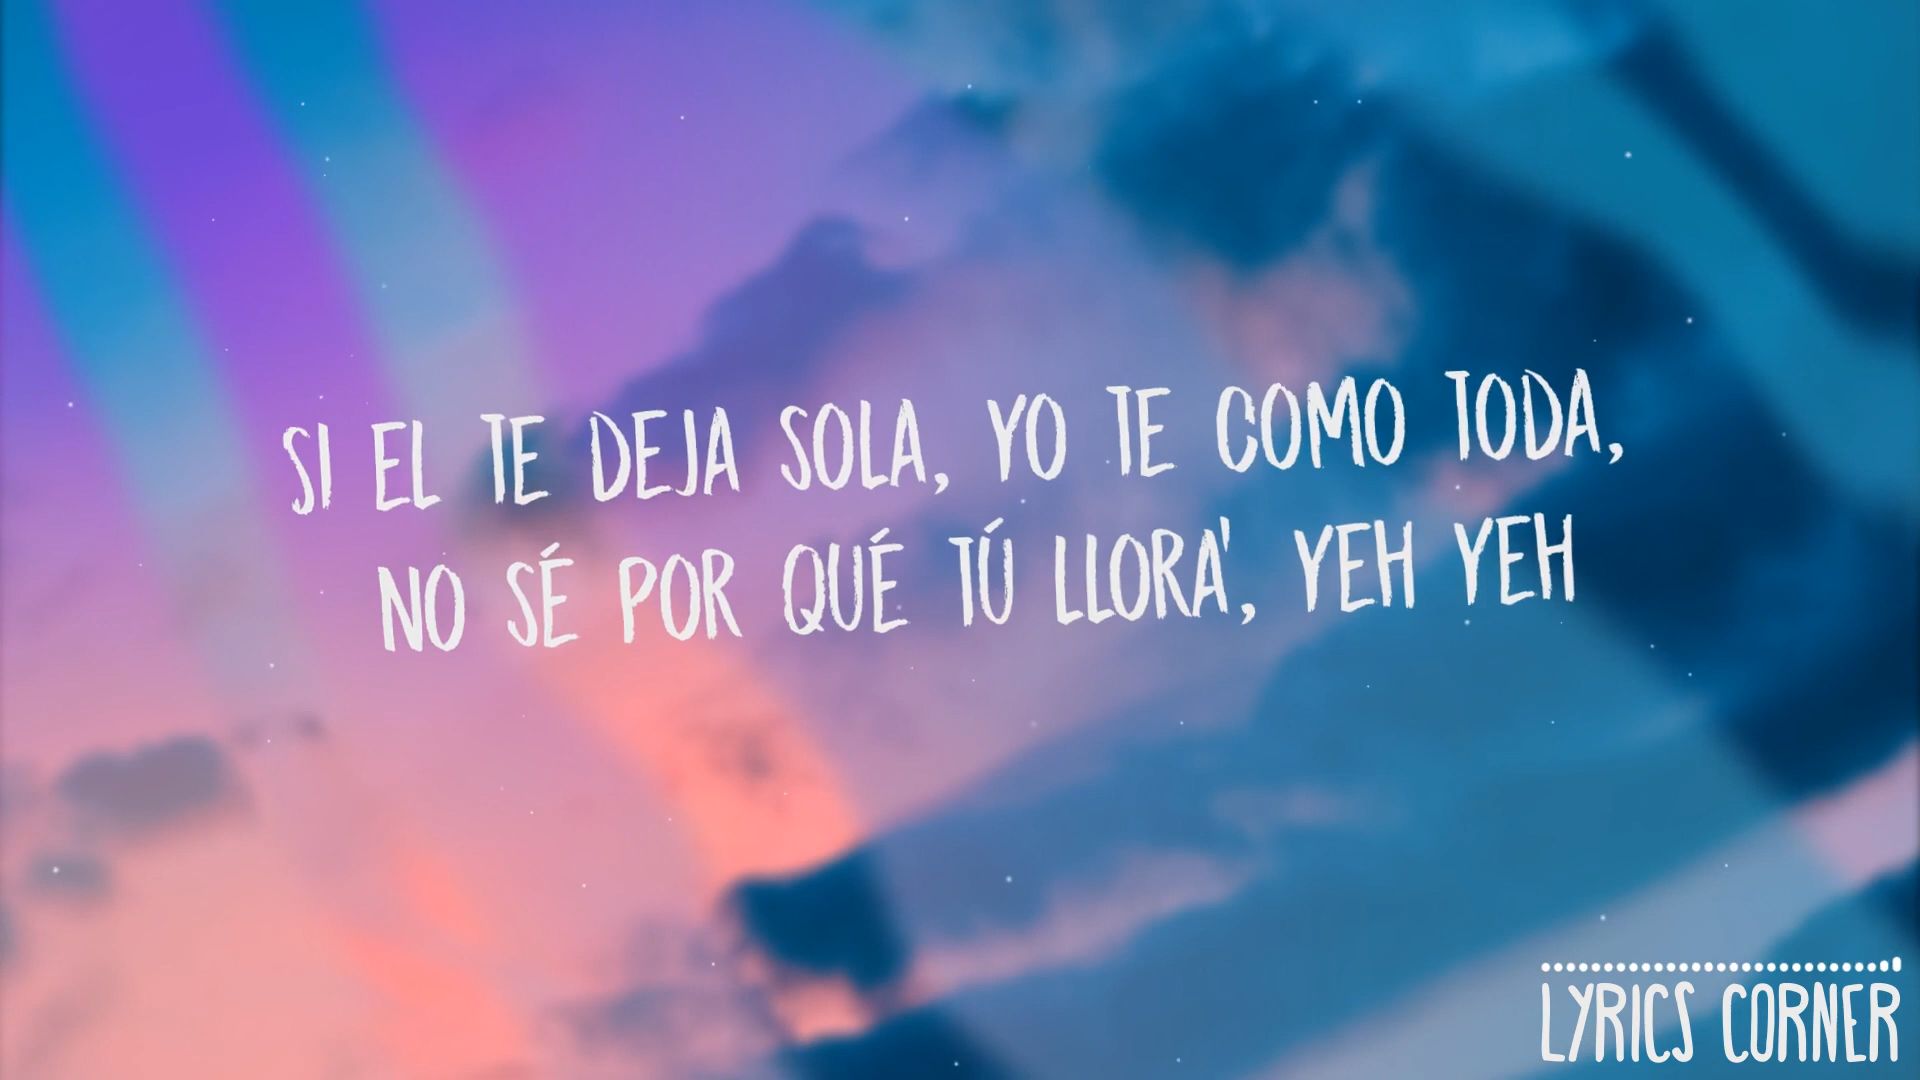 SI EL TE DEJA SOLA, YO TE COMO TODA,
NO SÉ POR QUÉ TÚ LLORA', YEH YEH
LYRICS CORNER